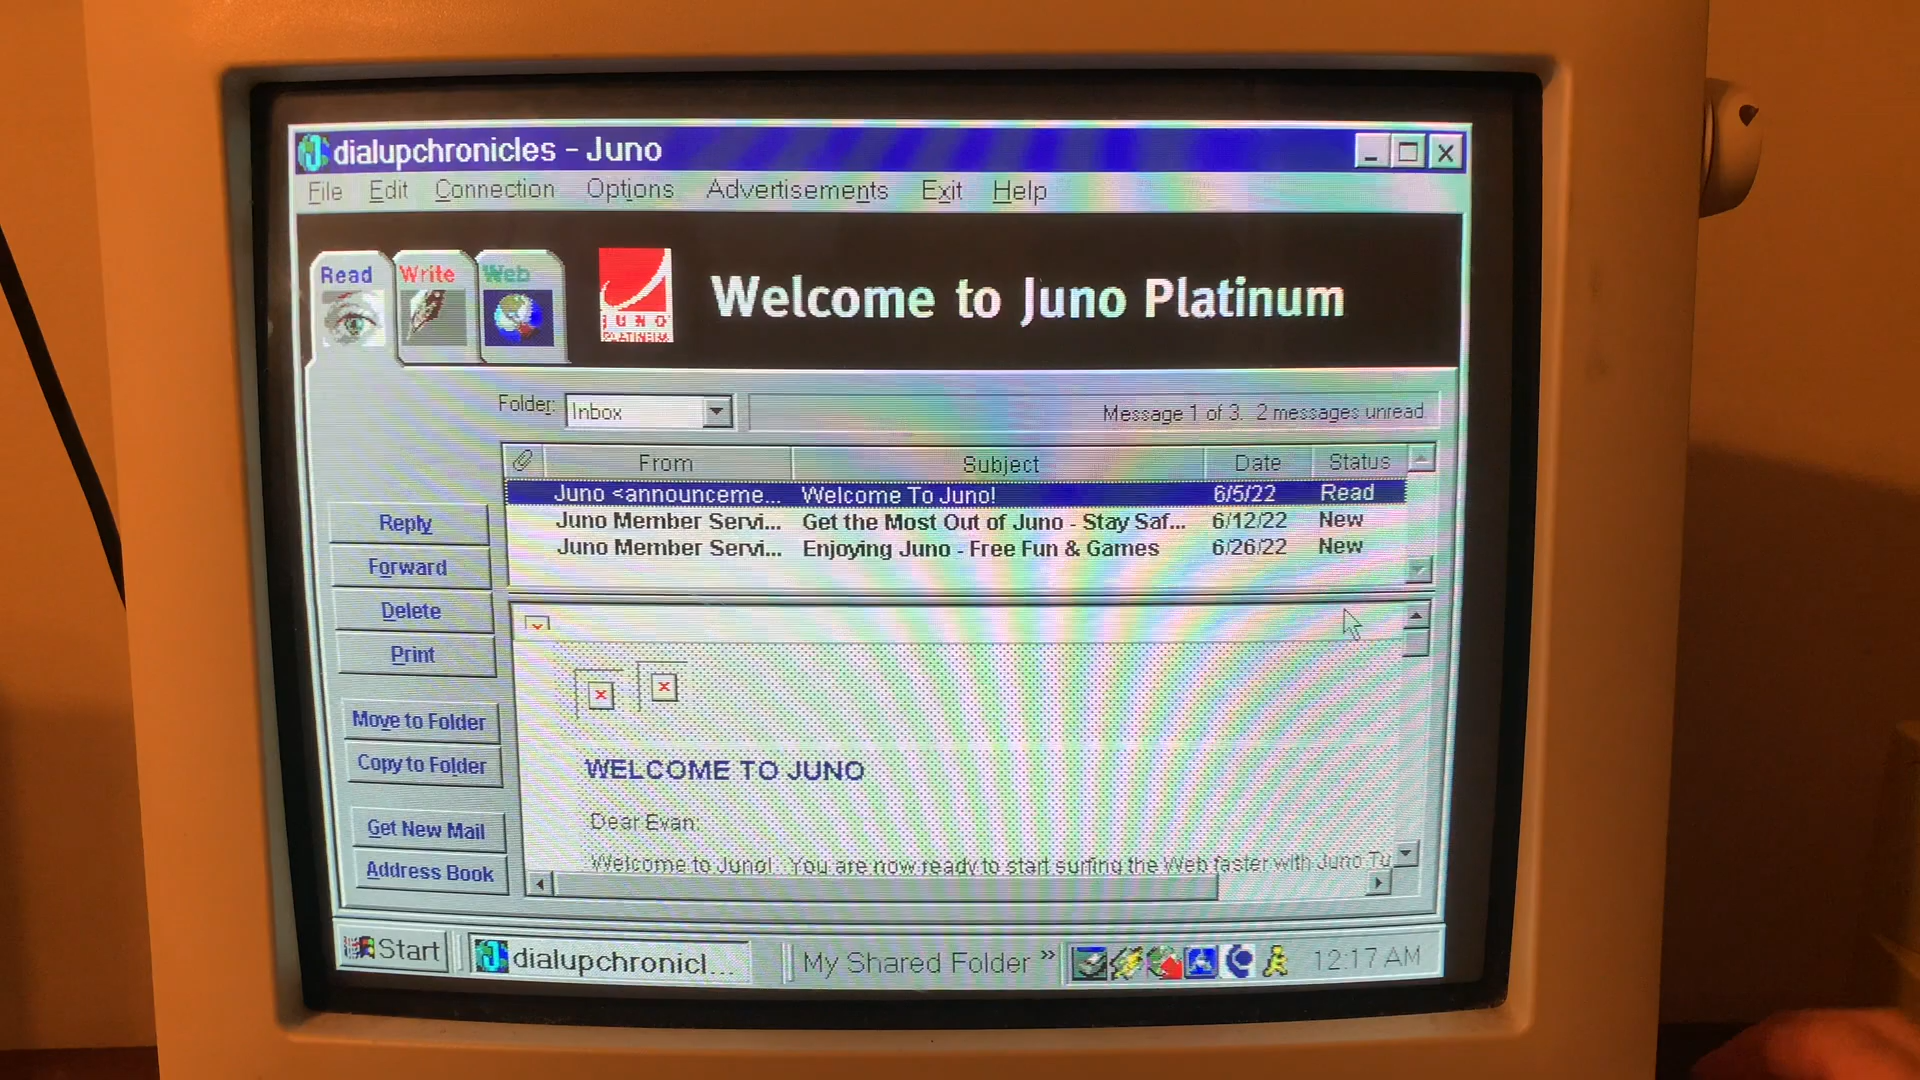 dialupchronicles - Juno
File Edit Connection Options Advertisements Exit Help
Read Write Web
JUNO
PLATINUM
Welcome to Juno Platinum
Folder: Inbox
Message 1 of 3. 2 messages unread
From Subject Date Status
Juno <announceme... Welcome To Juno! 6/5/22 Read
Juno Member Servi... Get the Most Out of Juno - Stay Saf... 6/12/22 New
Juno Member Servi... Enjoying Juno - Free Fun & Games 6/26/22 New
Reply
Forward
Delete
Print
Move to Folder
Copy to Folder
Get New Mail
Address Book
WELCOME TO JUNO
Dear Evan:
Welcome to Juno! You are now ready to start surfing the Web faster with Juno Tu
Start dialupchronicl... My Shared Folder » 12:17 AM